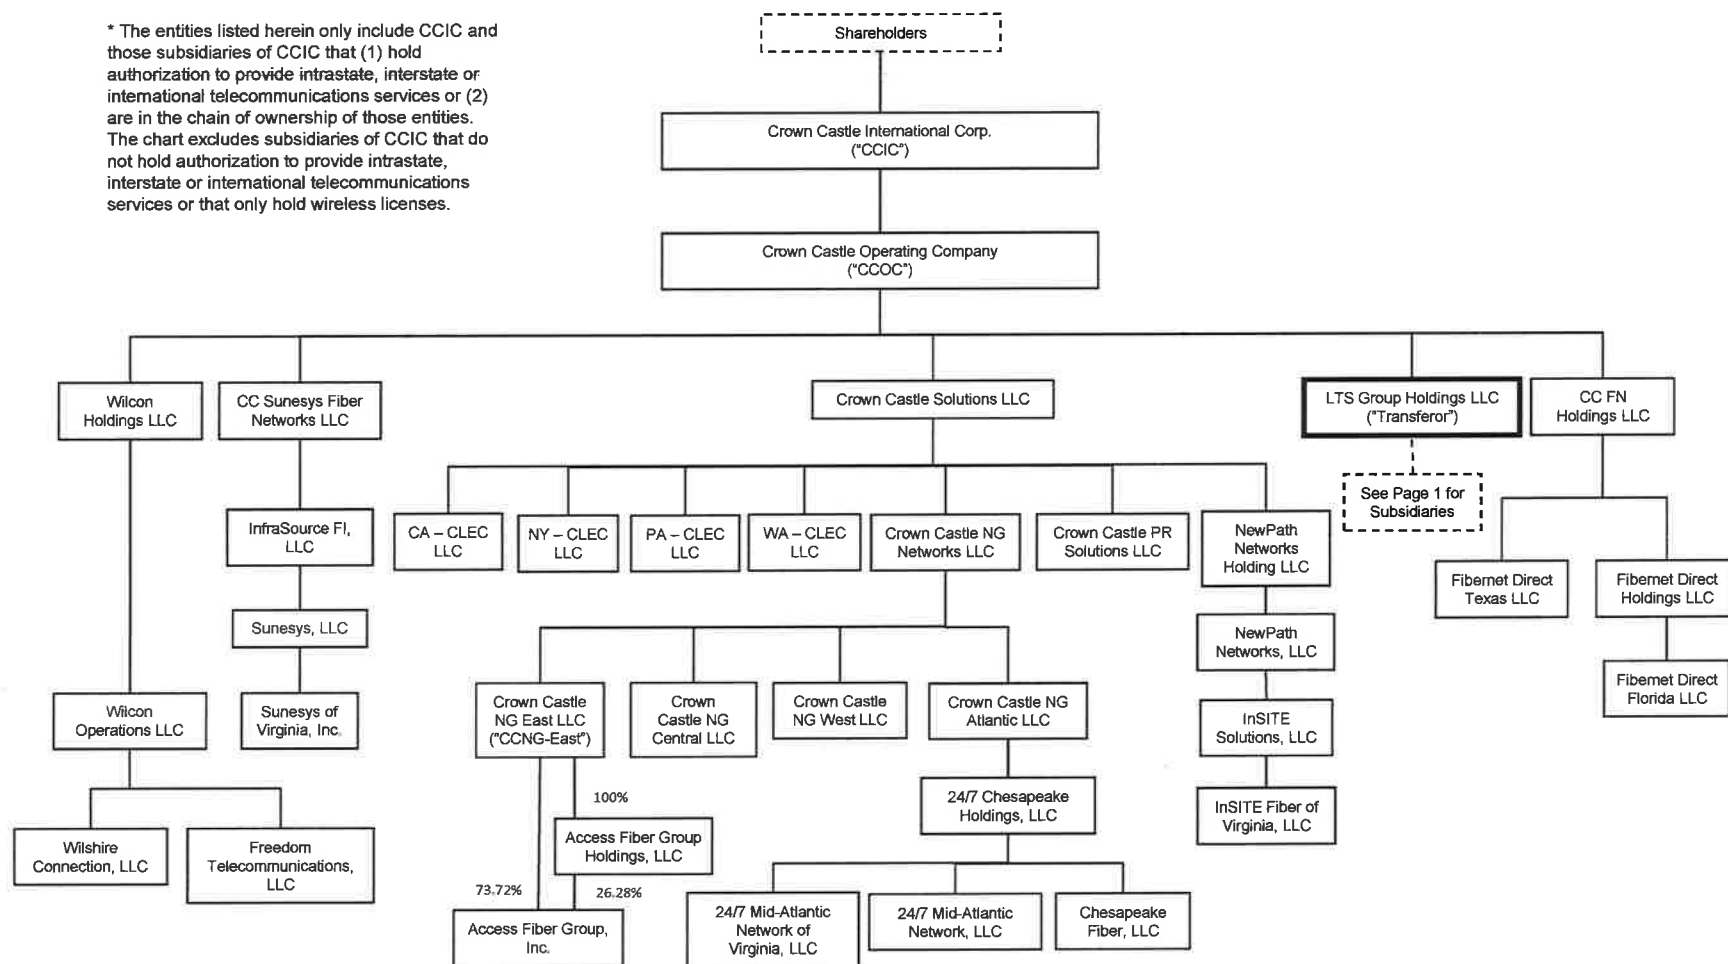 * The entities listed herein only include CCIC and
those subsidiaries of CCIC that (1) hold
authorization to provide intrastate, interstate or
international telecommunications services or (2)
are in the chain of ownership of those entities.
The chart excludes subsidiaries of CCIC that do
not hold authorization to provide intrastate,
interstate or international telecommunications
services or that only hold wireless licenses.
Shareholders
Crown Castle International Corp.
("CCIC")
Crown Castle Operating Company
("CCOC")
Wilcon
Holdings LLC
CC Sunesys Fiber
Networks LLC
Crown Castle Solutions LLC
LTS Group Holdings LLC
("Transferor")
CC FN
Holdings LLC
See Page 1 for
Subsidiaries
InfraSource FI,
LLC
CA – CLEC
LLC
NY – CLEC
LLC
PA – CLEC
LLC
WA – CLEC
LLC
Crown Castle NG
Networks LLC
Crown Castle PR
Solutions LLC
NewPath
Networks
Holding LLC
Fibernet Direct
Texas LLC
Fibernet Direct
Holdings LLC
Sunesys, LLC
NewPath
Networks, LLC
Fibernet Direct
Florida LLC
Wilcon
Operations LLC
Sunesys of
Virginia, Inc.
Crown Castle
NG East LLC
("CCNG-East")
Crown
Castle NG
Central LLC
Crown Castle
NG West LLC
Crown Castle NG
Atlantic LLC
InSITE
Solutions, LLC
100%
24/7 Chesapeake
Holdings, LLC
InSITE Fiber of
Virginia, LLC
Wilshire
Connection, LLC
Freedom
Telecommunications,
LLC
Access Fiber Group
Holdings, LLC
73.72%
26.28%
Access Fiber Group,
Inc.
24/7 Mid-Atlantic
Network of
Virginia, LLC
24/7 Mid-Atlantic
Network, LLC
Chesapeake
Fiber, LLC